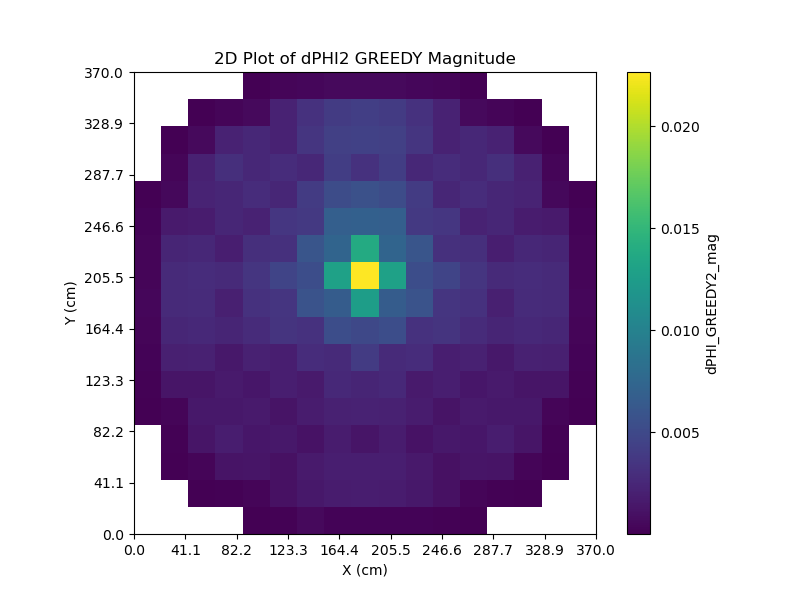 2D Plot of dPHI2 GREEDY Magnitude
370.0
328.9
287.7
246.6
205.5
164.4
123.3
82.2
41.1
0.0
Y (cm)
0.0 41.1 82.2 123.3 164.4 205.5 246.6 287.7 328.9 370.0
X (cm)
0.020
0.015
0.010
0.005
dPHI_GREEDY2_mag